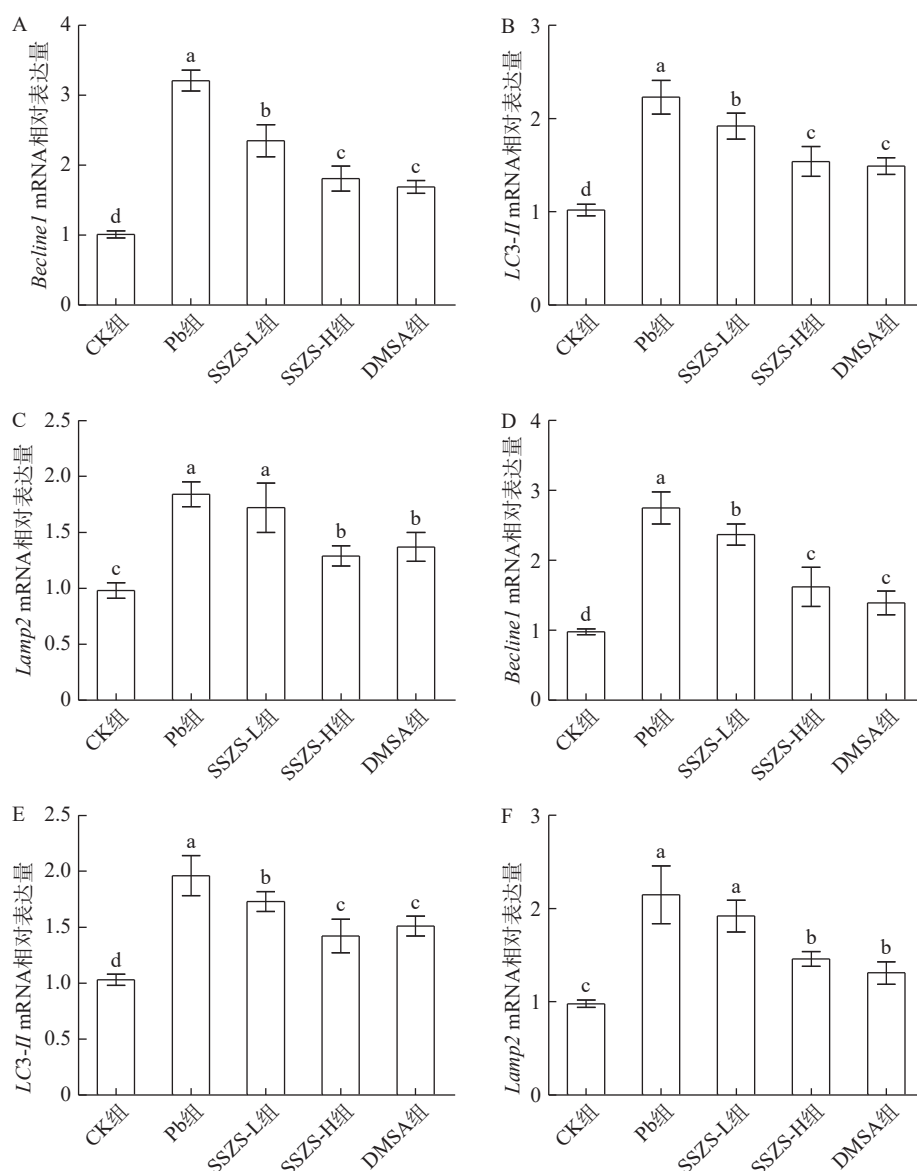 A
Becline1 mRNA相对表达量
4
3
2
1
0
a
b
c
c
d
CK组
Pb组
SSZS-L组
SSZS-H组
DMSA组
B
LC3-II mRNA相对表达量
3
2
1
0
a
b
c
c
d
CK组
Pb组
SSZS-L组
SSZS-H组
DMSA组
C
Lamp2 mRNA相对表达量
2.5
2.0
1.5
1.0
0.5
0
a
a
b
b
c
CK组
Pb组
SSZS-L组
SSZS-H组
DMSA组
D
Becline1 mRNA相对表达量
4
3
2
1
0
a
b
c
c
d
CK组
Pb组
SSZS-L组
SSZS-H组
DMSA组
E
LC3-II mRNA相对表达量
2.5
2.0
1.5
1.0
0.5
0
a
b
c
c
d
CK组
Pb组
SSZS-L组
SSZS-H组
DMSA组
F
Lamp2 mRNA相对表达量
3
2
1
0
a
a
b
b
c
CK组
Pb组
SSZS-L组
SSZS-H组
DMSA组